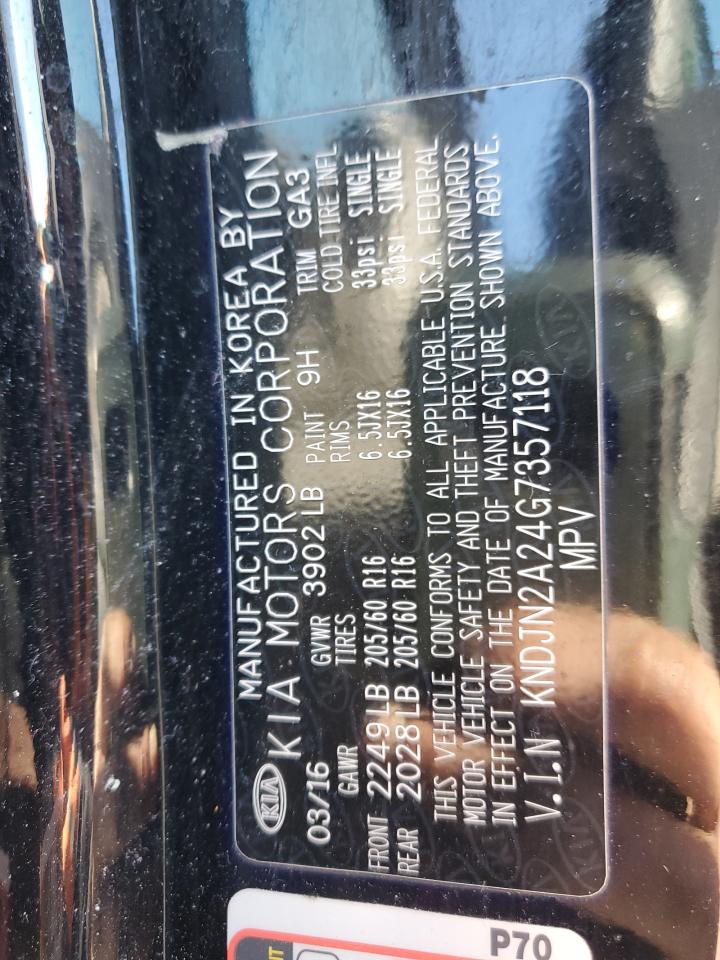 MANUFACTURED IN KOREA BY
KIA KIA MOTORS CORPORATION
03/16 GVWR 3902 LB PAINT 9H TRIM GA3
GAWR TIRES RIMS COLD TIRE INFL
FRONT 2249 LB 205/60 R16 6.5JX16 33psi SINGLE
REAR 2028 LB 205/60 R16 6.5JX16 33psi SINGLE
THIS VEHICLE CONFORMS TO ALL APPLICABLE U.S.A. FEDERAL
MOTOR VEHICLE SAFETY AND THEFT PREVENTION STANDARDS
IN EFFECT ON THE DATE OF MANUFACTURE SHOWN ABOVE.
V.I.N KNDJN2A24G7357118
MPV
P70